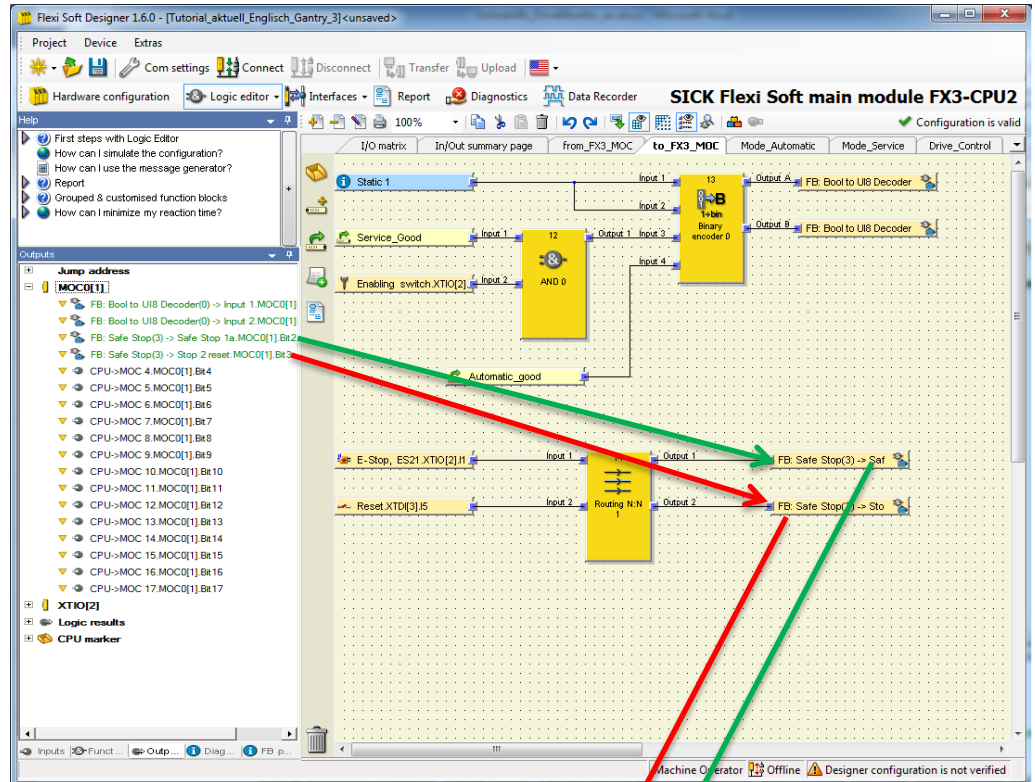 Flexi Soft Designer 1.6.0 - [Tutorial_aktuell_Englisch_Gantry_3]<unsaved>
Project Device Extras
Com settings Connect Disconnect Transfer Upload
Hardware configuration Logic editor Interfaces Report Diagnostics Data Recorder SICK Flexi Soft main module FX3-CPU2
Help
100%
Configuration is valid
First steps with Logic Editor
How can I simulate the configuration?
How can I use the message generator?
Report
Grouped & customised function blocks
How can I minimize my reaction time?
I/O matrix In/Out summary page from_FX3_MOC to_FX3_MOC Mode_Automatic Mode_Service Drive_Control
Outputs
Jump address
MOC0[1]
FB: Bool to UI8 Decoder(0) -> Input 1.MOC0[1]
FB: Bool to UI8 Decoder(0) -> Input 2.MOC0[1]
FB: Safe Stop(3) -> Safe Stop 1a.MOC0[1].Bit2
FB: Safe Stop(3) -> Stop 2 reset.MOC0[1].Bit3
CPU->MOC 4.MOC0[1].Bit4
CPU->MOC 5.MOC0[1].Bit5
CPU->MOC 6.MOC0[1].Bit6
CPU->MOC 7.MOC0[1].Bit7
CPU->MOC 8.MOC0[1].Bit8
CPU->MOC 9.MOC0[1].Bit9
CPU->MOC 10.MOC0[1].Bit10
CPU->MOC 11.MOC0[1].Bit11
CPU->MOC 12.MOC0[1].Bit12
CPU->MOC 13.MOC0[1].Bit13
CPU->MOC 14.MOC0[1].Bit14
CPU->MOC 15.MOC0[1].Bit15
CPU->MOC 16.MOC0[1].Bit16
CPU->MOC 17.MOC0[1].Bit17
XTIO[2]
Logic results
CPU marker
Static 1
Input 1
13
Output A
FB: Bool to UI8 Decoder
Input 2
1÷bin
Binary
encoder 0
Output B
FB: Bool to UI8 Decoder
Service_Good
Input 1
12
Output 1
Input 3
&
Input 4
Enabling switch.XTIO[2].
Input 2
AND 0
Automatic_good
E-Stop, ES21.XTIO[2].I1
Input 1
Output 1
FB: Safe Stop(3) -> Saf
Reset.XTDI[3].I5
Input 2
Routing N:N
1
Output 2
FB: Safe Stop(3) -> Sto
Inputs Funct... Outp... Diag... FB p...
Machine Operator Offline Designer configuration is not verified